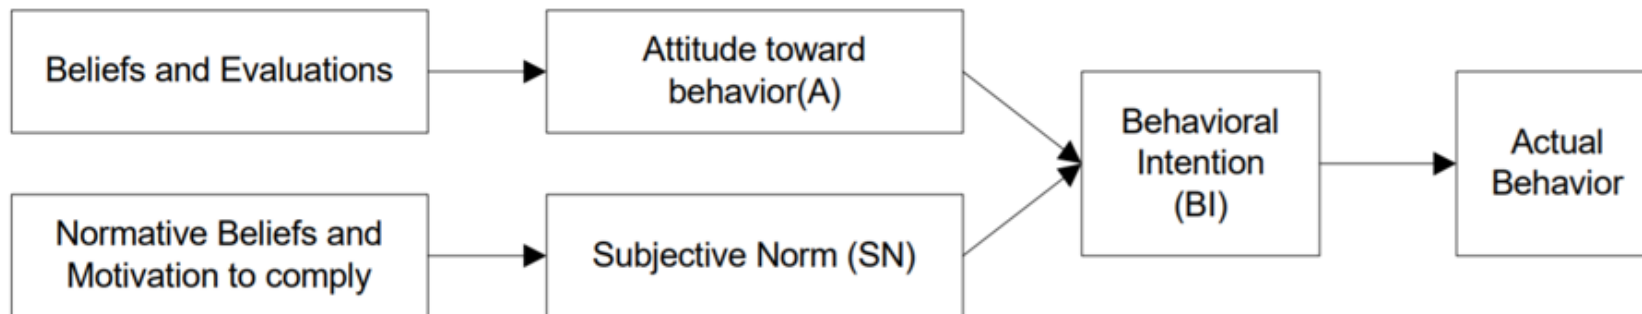 Beliefs and Evaluations
Attitude toward
behavior(A)
Normative Beliefs and
Motivation to comply
Subjective Norm (SN)
Behavioral
Intention
(BI)
Actual
Behavior